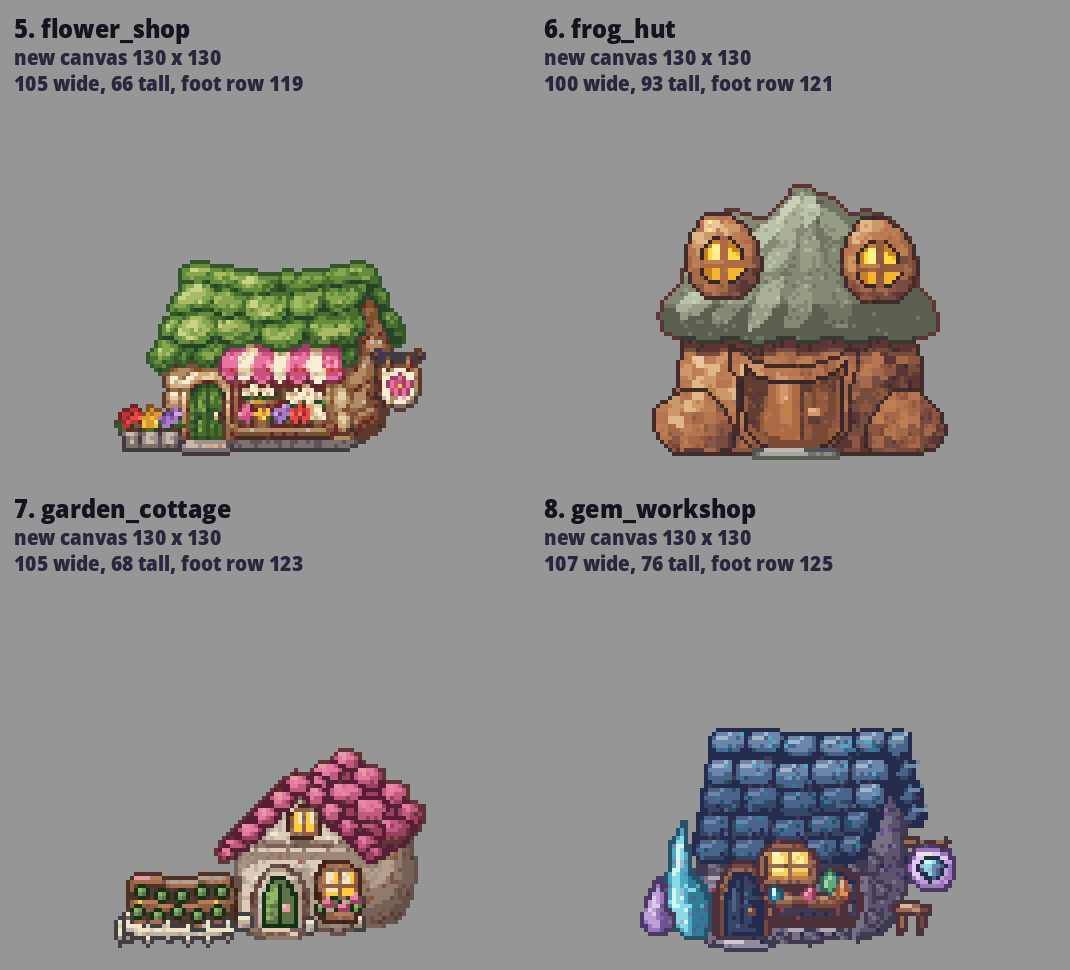 5. flower_shop
new canvas 130 x 130
105 wide, 66 tall, foot row 119
6. frog_hut
new canvas 130 x 130
100 wide, 93 tall, foot row 121
7. garden_cottage
new canvas 130 x 130
105 wide, 68 tall, foot row 123
8. gem_workshop
new canvas 130 x 130
107 wide, 76 tall, foot row 125